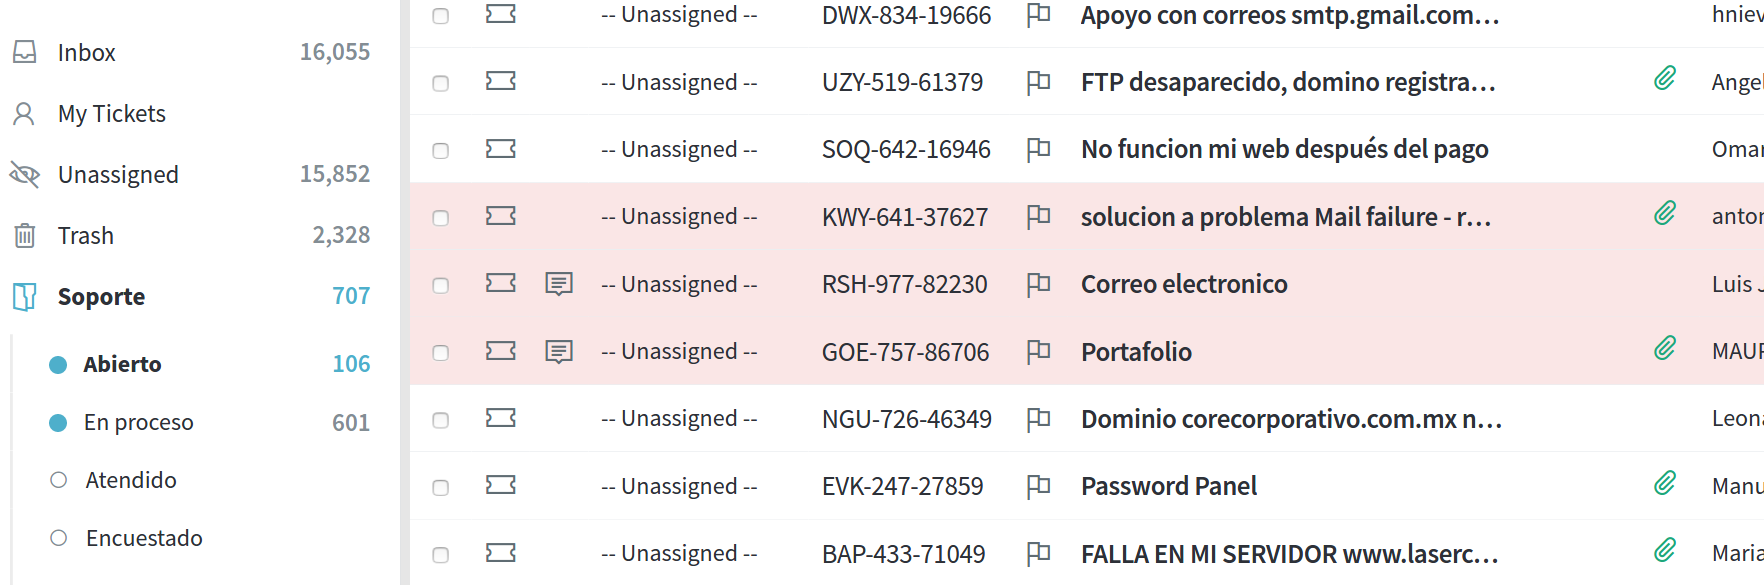 Inbox 16,055
My Tickets
Unassigned 15,852
Trash 2,328
Soporte 707
Abierto 106
En proceso 601
Atendido
Encuestado
-- Unassigned -- DWX-834-19666 Apoyo con correos smtp.gmail.com... hniev
-- Unassigned -- UZY-519-61379 FTP desaparecido, domino registra... Angel
-- Unassigned -- SOQ-642-16946 No funcion mi web después del pago Omar
-- Unassigned -- KWY-641-37627 solucion a problema Mail failure - r... anton
-- Unassigned -- RSH-977-82230 Correo electronico Luis J
-- Unassigned -- GOE-757-86706 Portafolio MAUR
-- Unassigned -- NGU-726-46349 Dominio corecorporativo.com.mx n... Leona
-- Unassigned -- EVK-247-27859 Password Panel Manu
-- Unassigned -- BAP-433-71049 FALLA EN MI SERVIDOR www.laserc... Maria